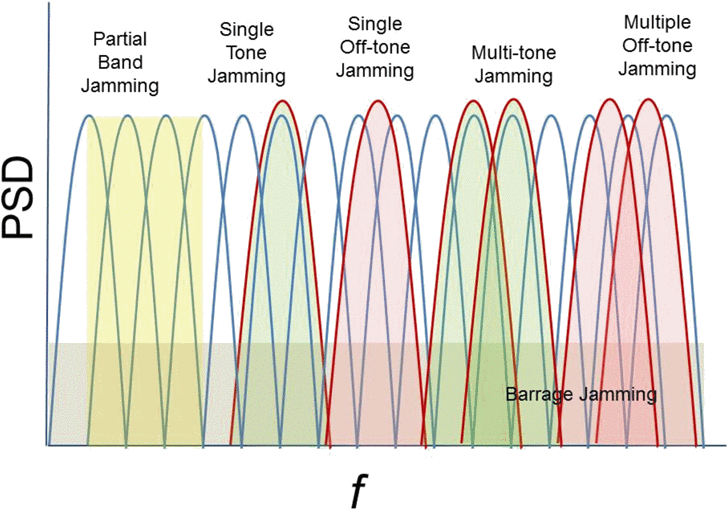 Partial
Band
Jamming
Single
Tone
Jamming
Single
Off-tone
Jamming
Multi-tone
Jamming
Multiple
Off-tone
Jamming
PSD
Barrage Jamming
f